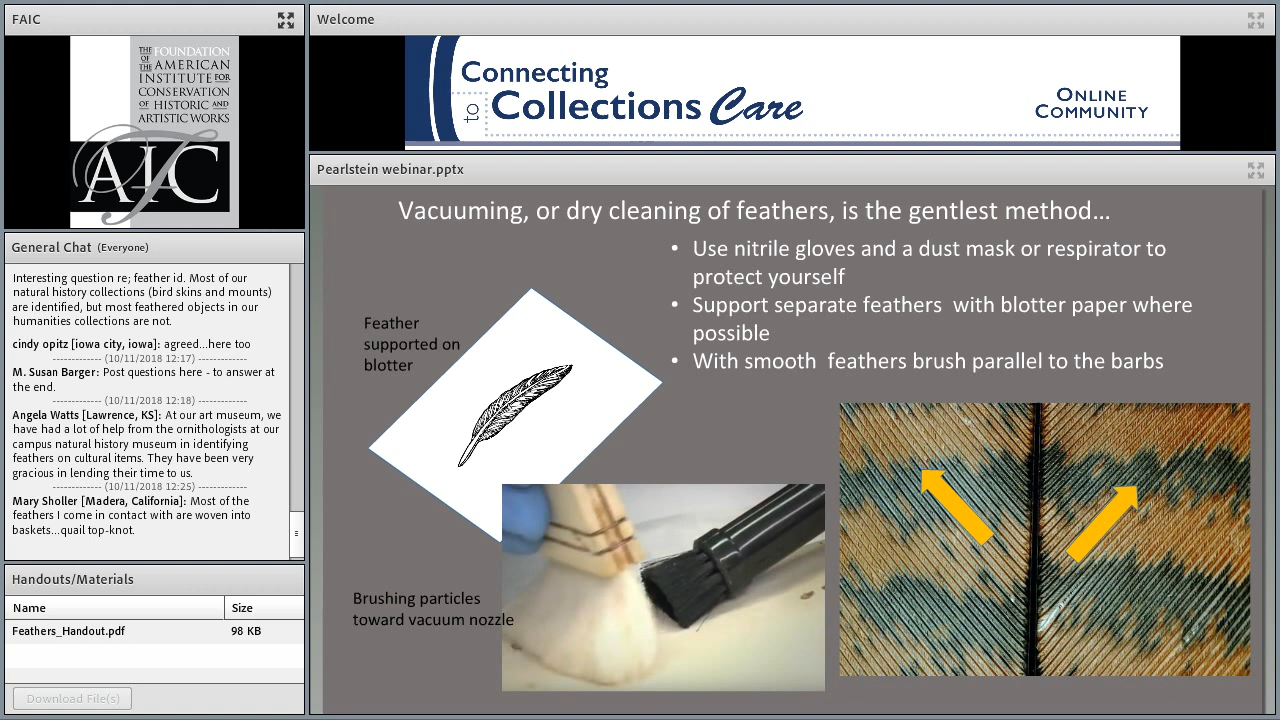 FAIC
THE FOUNDATION
OF THE AMERICAN
INSTITUTE FOR
CONSERVATION
OF HISTORIC AND
ARTISTIC WORKS
FAIC
General Chat (Everyone)
Interesting question re; feather id. Most of our
natural history collections (bird skins and mounts)
are identified, but most feathered objects in our
humanities collections are not.
cindy opitz [iowa city, iowa]: agreed...here too
------------- (10/11/2018 12:17) -------------
M. Susan Barger: Post questions here - to answer at
the end.
------------- (10/11/2018 12:18) -------------
Angela Watts [Lawrence, KS]: At our art museum, we
have had a lot of help from the ornithologists at our
campus natural history museum in identifying
feathers on cultural items. They have been very
gracious in lending their time to us.
------------- (10/11/2018 12:25) -------------
Mary Sholler [Madera, California]: Most of the
feathers I come in contact with are woven into
baskets...quail top-knot.
Handouts/Materials
Name Size
Feathers_Handout.pdf 98 KB
Download File(s)
Welcome
Connecting
to Collections Care
ONLINE
COMMUNITY
Pearlstein webinar.pptx
Vacuuming, or dry cleaning of feathers, is the gentlest method...
• Use nitrile gloves and a dust mask or respirator to
protect yourself
• Support separate feathers with blotter paper where
possible
• With smooth feathers brush parallel to the barbs
Feather
supported on
blotter
Brushing particles
toward vacuum nozzle